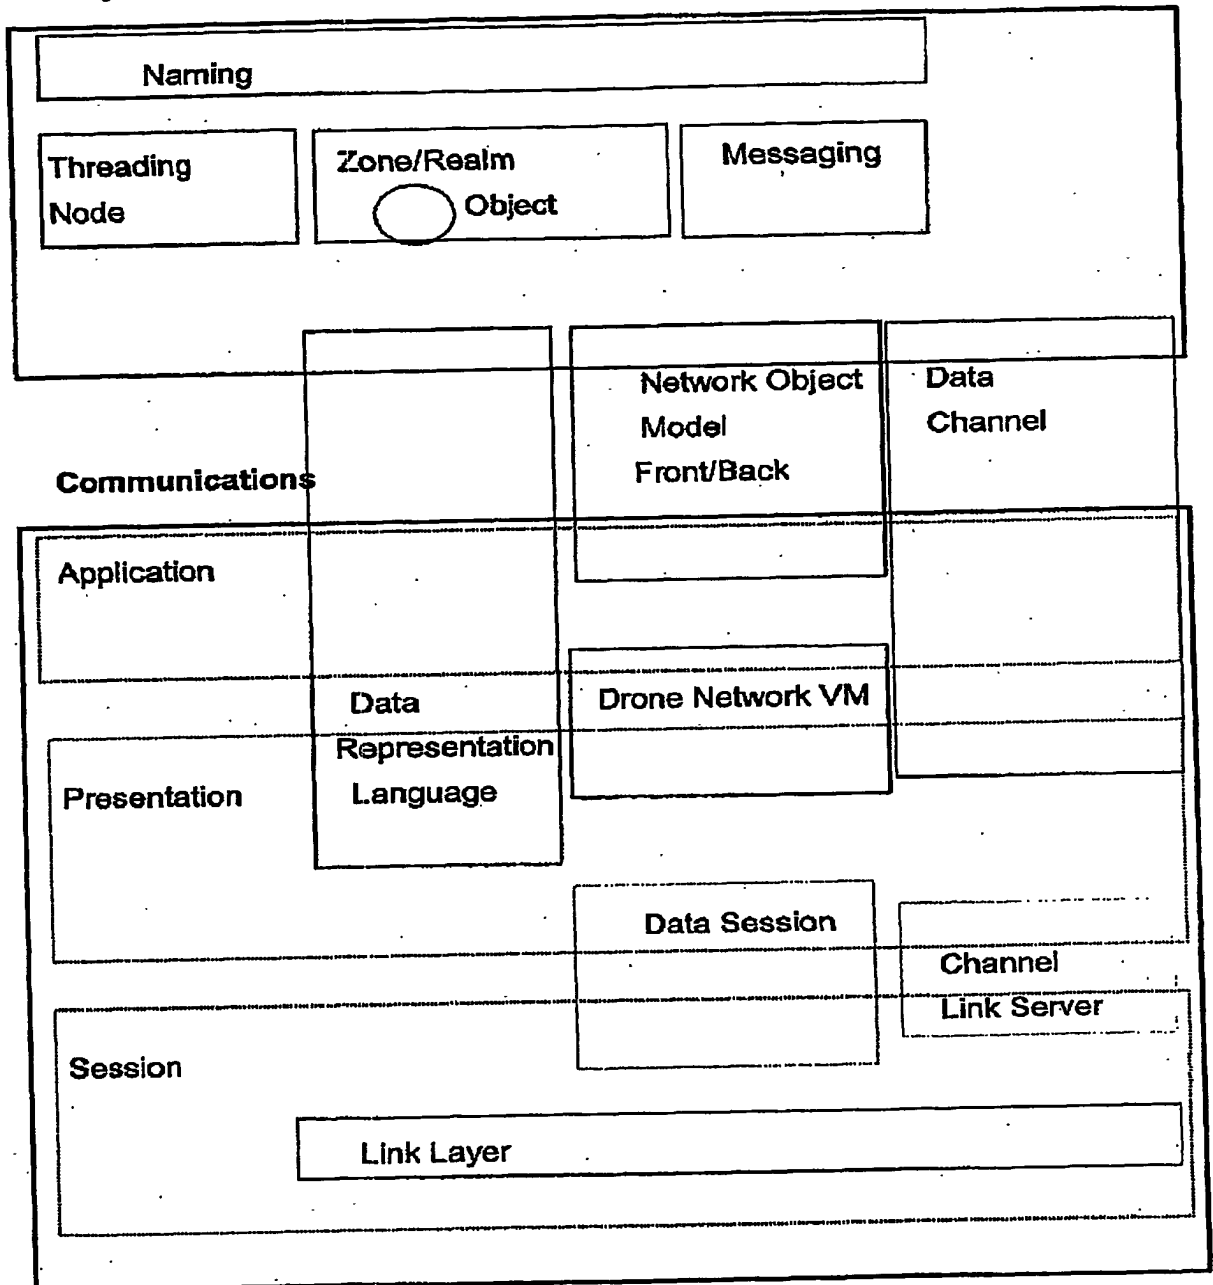 Naming
Threading
Node
Zone/Realm
Object
Messaging
Network Object
Model
Front/Back
Data
Channel
Communications
Application
Data
Representation
Language
Drone Network VM
Presentation
Data Session
Channel
Link Server
Session
Link Layer